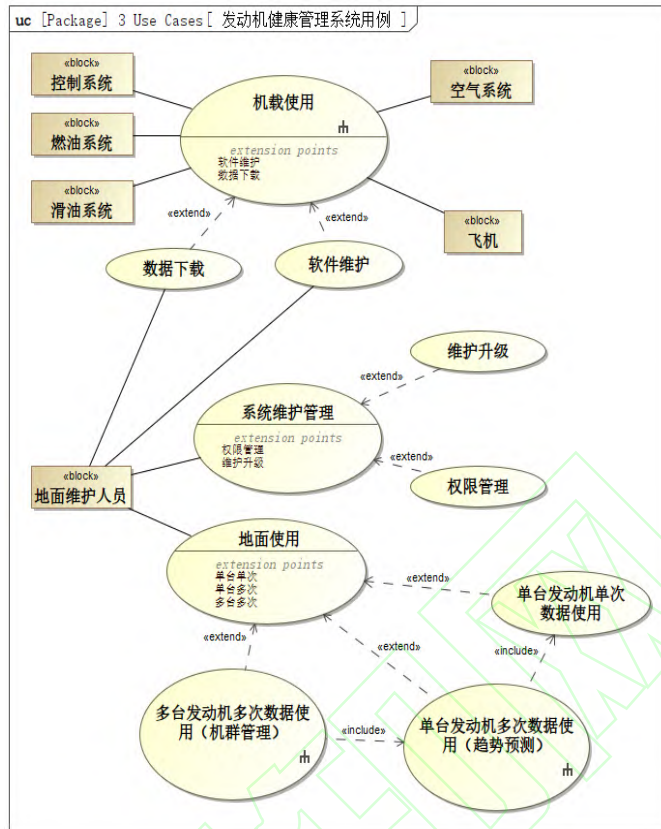 uc [Package] 3 Use Cases[ 发动机健康管理系统用例 ]
«block»
控制系统
«block»
燃油系统
«block»
滑油系统
机载使用
extension points
软件维护
数据下载
«block»
空气系统
«block»
飞机
«extend»
«extend»
数据下载
软件维护
维护升级
«extend»
系统维护管理
extension points
权限管理
维护升级
«extend»
权限管理
«block»
地面维护人员
地面使用
extension points
单台单次
单台多次
多台多次
«extend»
单台发动机单次
数据使用
«extend»
«extend»
«include»
多台发动机多次数据使
用（机群管理）
«include»
单台发动机多次数据使
用（趋势预测）